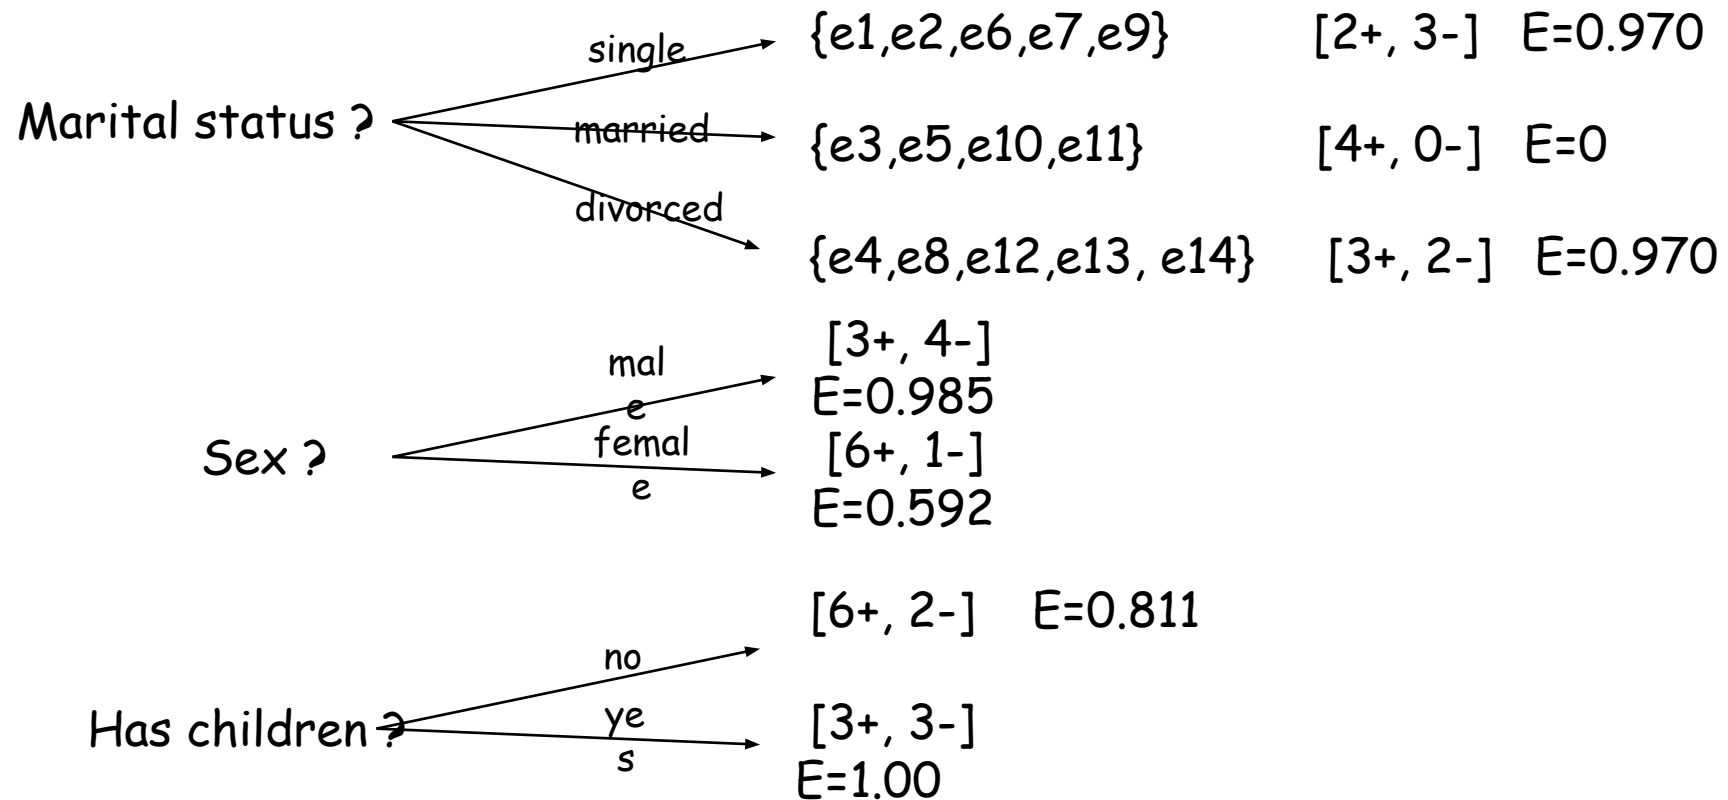 single {e1,e2,e6,e7,e9} [2+, 3-] E=0.970
Marital status ? married {e3,e5,e10,e11} [4+, 0-] E=0
divorced {e4,e8,e12,e13, e14} [3+, 2-] E=0.970
mal
e
[3+, 4-]
E=0.985
Sex ?
femal
e
[6+, 1-]
E=0.592
no [6+, 2-] E=0.811
Has children ?
ye
s
[3+, 3-]
E=1.00